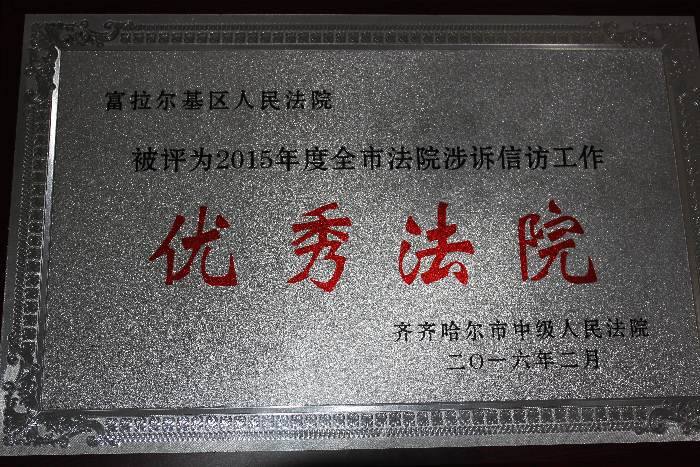 富拉尔基区人民法院
被评为2015年度全市法院涉诉信访工作
优秀法院
齐齐哈尔市中级人民法院
二〇一六年二月